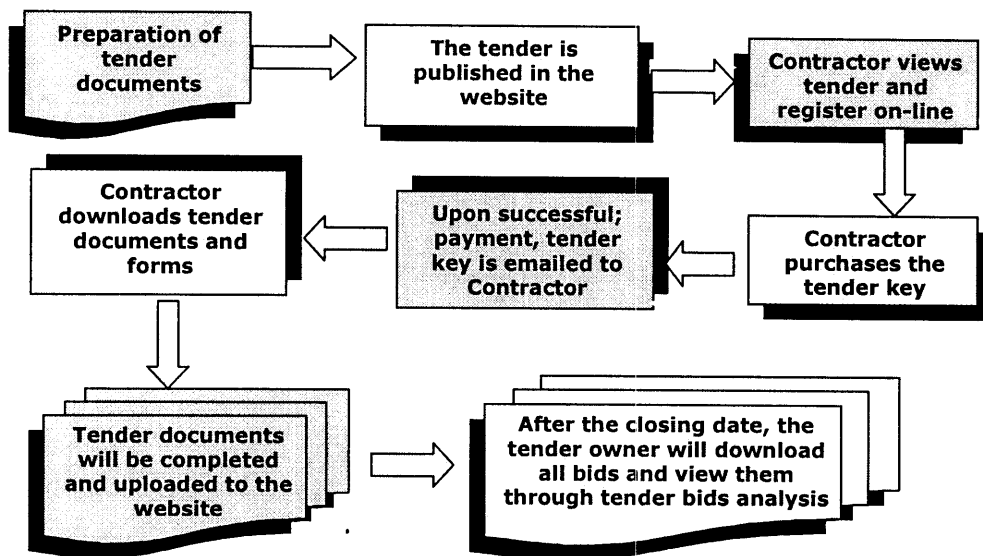 Preparation of
tender
documents
The tender is
published in the
website
Contractor views
tender and
register on-line
Contractor
purchases the
tender key
Upon successful;
payment, tender
key is emailed to
Contractor
Contractor
downloads tender
documents and
forms
Tender documents
will be completed
and uploaded to the
website
After the closing date, the
tender owner will download
all bids and view them
through tender bids analysis